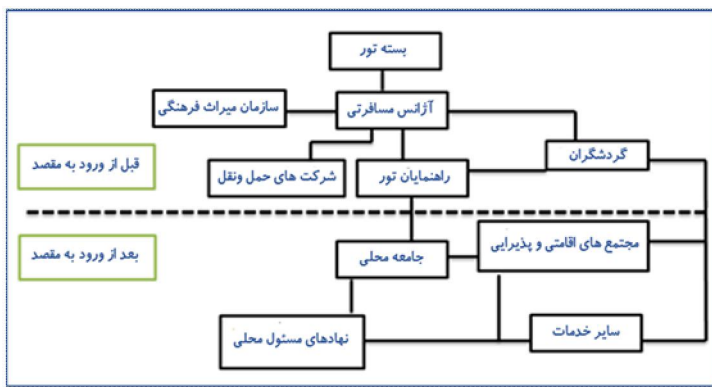 بسته تور
آژانس مسافرتی
سازمان میراث فرهنگی
گردشگران
قبل از ورود به مقصد
شرکت های حمل ونقل
راهنمایان تور
مجتمع های اقامتی و پذیرایی
بعد از ورود به مقصد
جامعه محلی
سایر خدمات
نهادهای مسئول محلی